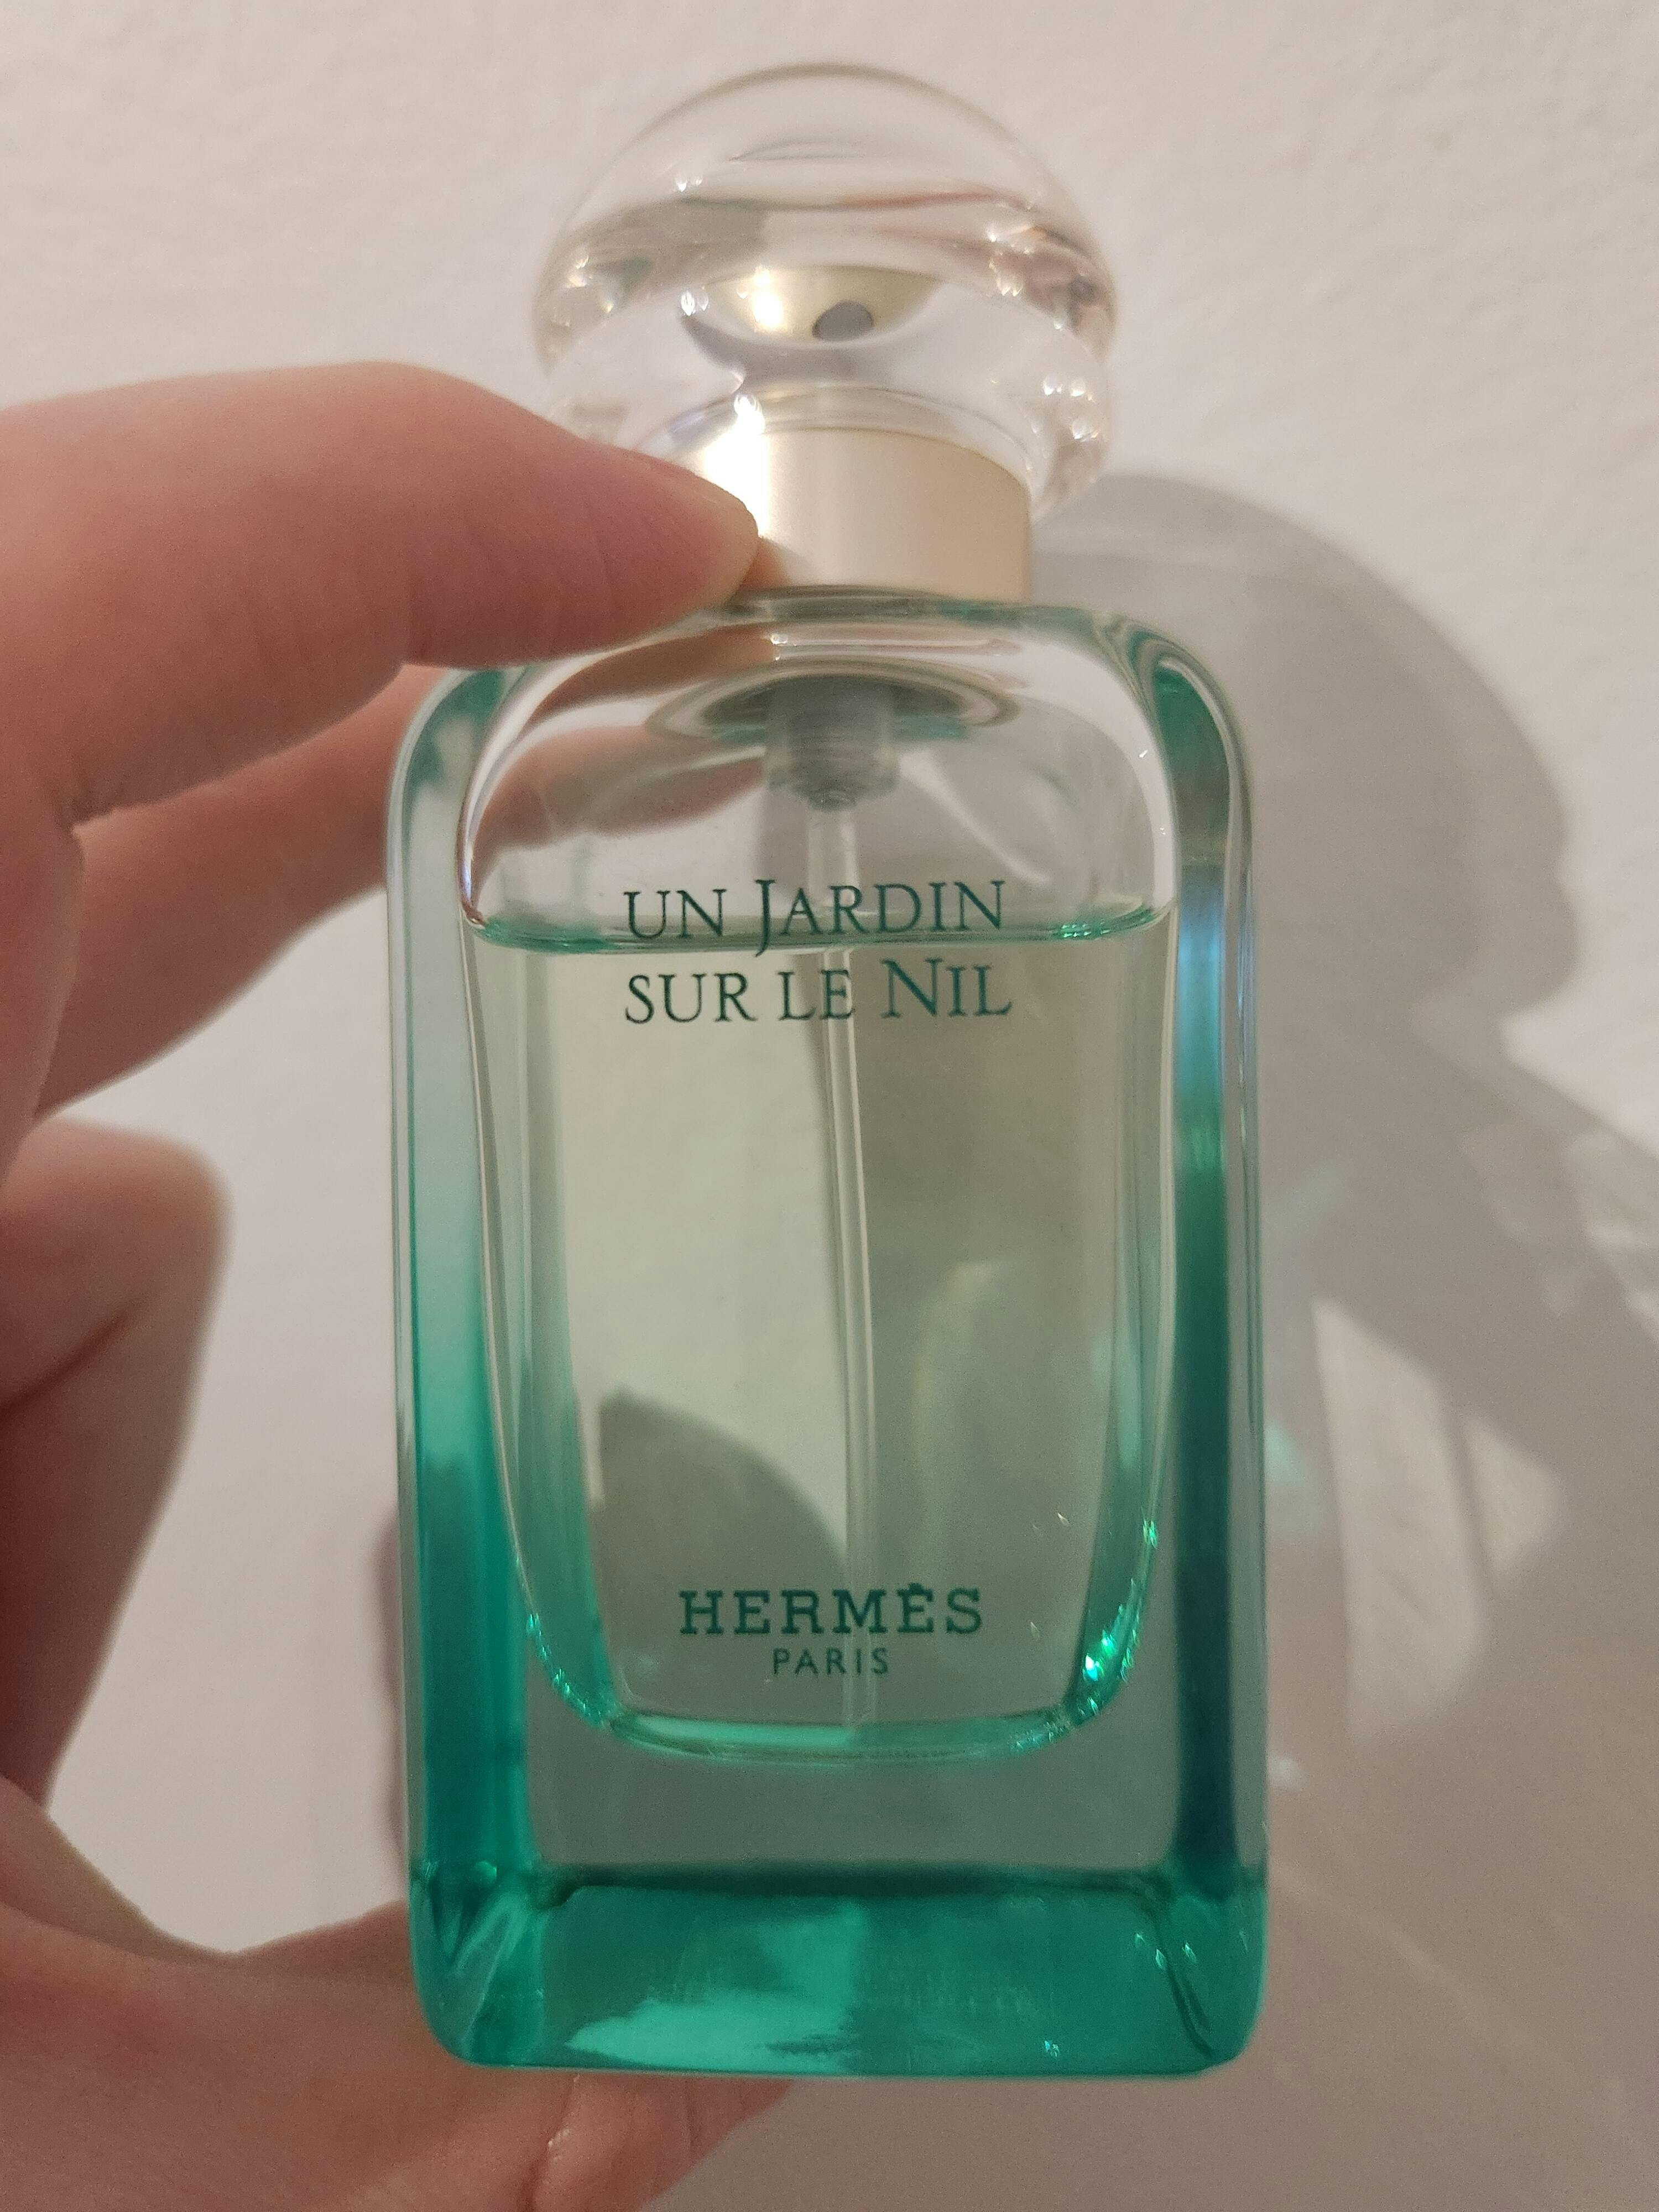 UN JARDIN
SUR LE NIL
HERMÈS
PARIS